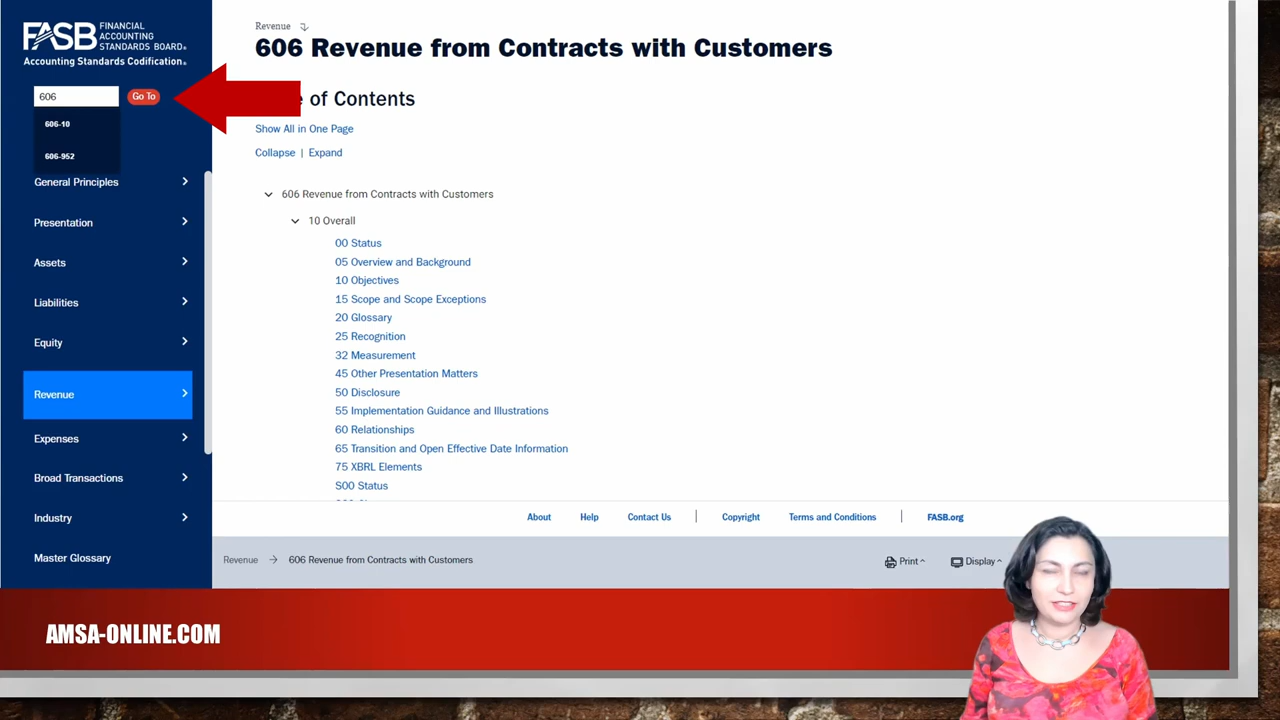 FASB
FINANCIAL
ACCOUNTING
STANDARDS BOARD®
Accounting Standards Codification®
606
Go To
606-10
606-952
General Principles
Presentation
Assets
Liabilities
Equity
Revenue
Expenses
Broad Transactions
Industry
Master Glossary
Revenue
606 Revenue from Contracts with Customers
of Contents
Show All in One Page
Collapse | Expand
606 Revenue from Contracts with Customers
10 Overall
00 Status
05 Overview and Background
10 Objectives
15 Scope and Scope Exceptions
20 Glossary
25 Recognition
32 Measurement
45 Other Presentation Matters
50 Disclosure
55 Implementation Guidance and Illustrations
60 Relationships
65 Transition and Open Effective Date Information
75 XBRL Elements
S00 Status
About | Help | Contact Us | Copyright | Terms and Conditions | FASB.org
Revenue → 606 Revenue from Contracts with Customers
Print Display
AMSA-ONLINE.COM